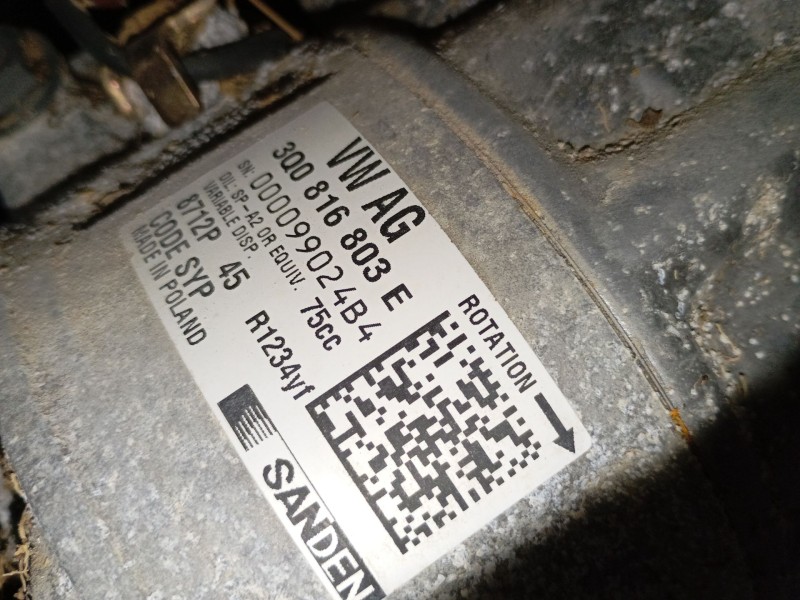 VW AG
3Q0 816 803 E
SN: 0000099024B4
OIL: SP-A2 OR EQUIV. 75CC
VARIABLE DISP.
8712P 45 R1234yf
CODE SYP
MADE IN POLAND
ROTATION
SANDEN